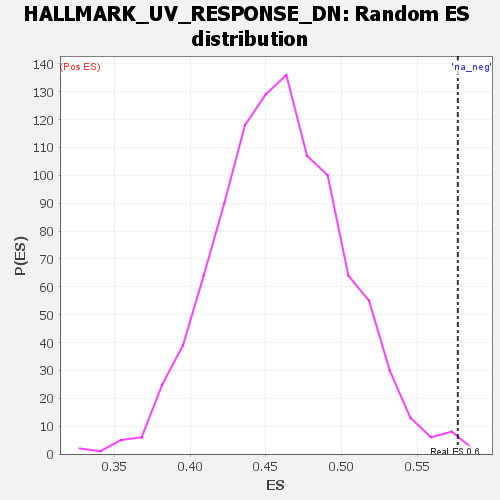 HALLMARK_UV_RESPONSE_DN: Random ES
distribution
(Pos ES)
'na_neg'
140
130
120
110
100
90
80
70
60
50
40
30
20
10
0
P(ES)
Real ES 0.6
0.35
0.40
0.45
0.50
0.55
ES